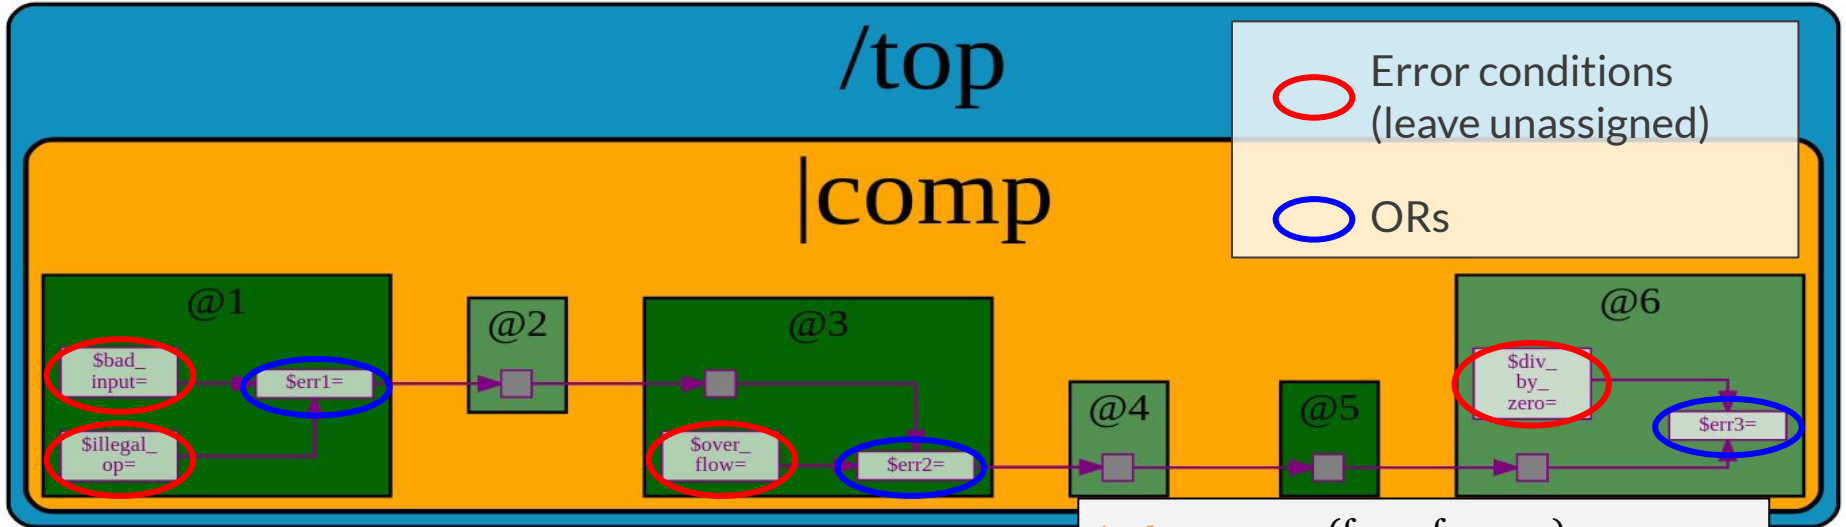 /top
Error conditions
(leave unassigned)
ORs
|comp
@1
$bad_
input=
$err1=
$illegal_
op=
@2
@3
$over_
flow=
$err2=
@4
@5
@6
$div_
by_
zero=
$err3=